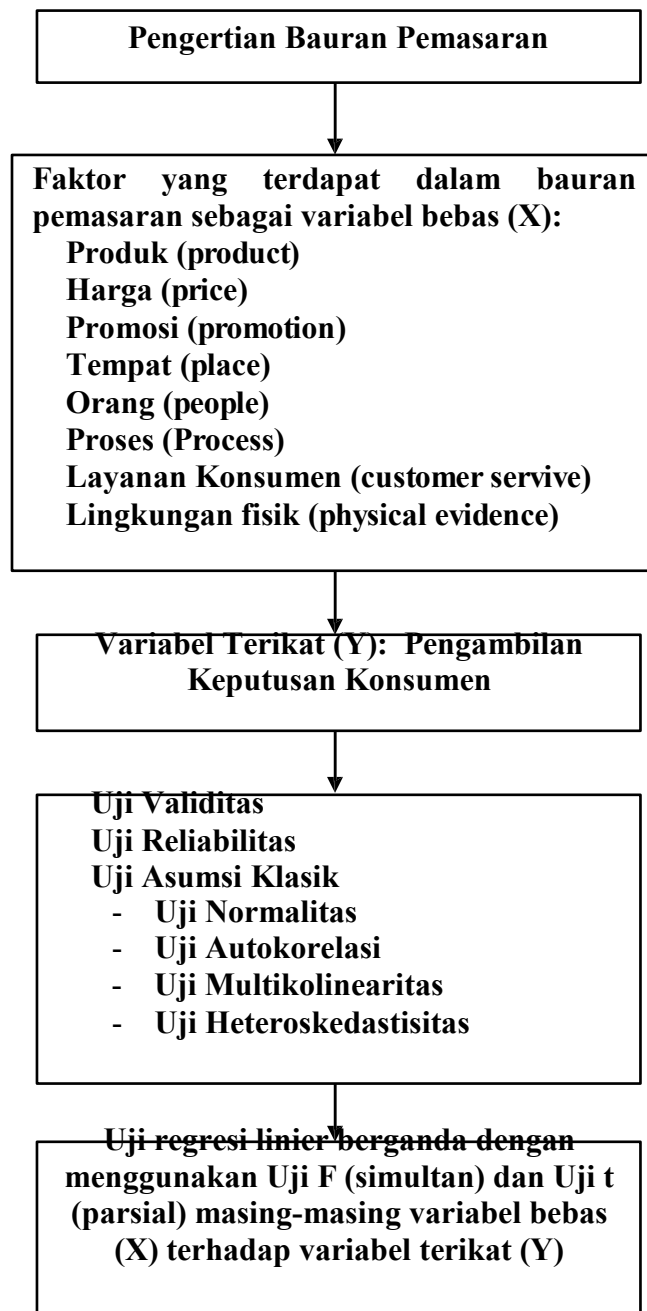 Pengertian Bauran Pemasaran
Faktor yang terdapat dalam bauran
pemasaran sebagai variabel bebas (X):
Produk (product)
Harga (price)
Promosi (promotion)
Tempat (place)
Orang (people)
Proses (Process)
Layanan Konsumen (customer servive)
Lingkungan fisik (physical evidence)
Variabel Terikat (Y): Pengambilan
Keputusan Konsumen
Uji Validitas
Uji Reliabilitas
Uji Asumsi Klasik
- Uji Normalitas
- Uji Autokorelasi
- Uji Multikolinearitas
- Uji Heteroskedastisitas
Uji regresi linier berganda dengan
menggunakan Uji F (simultan) dan Uji t
(parsial) masing-masing variabel bebas
(X) terhadap variabel terikat (Y)